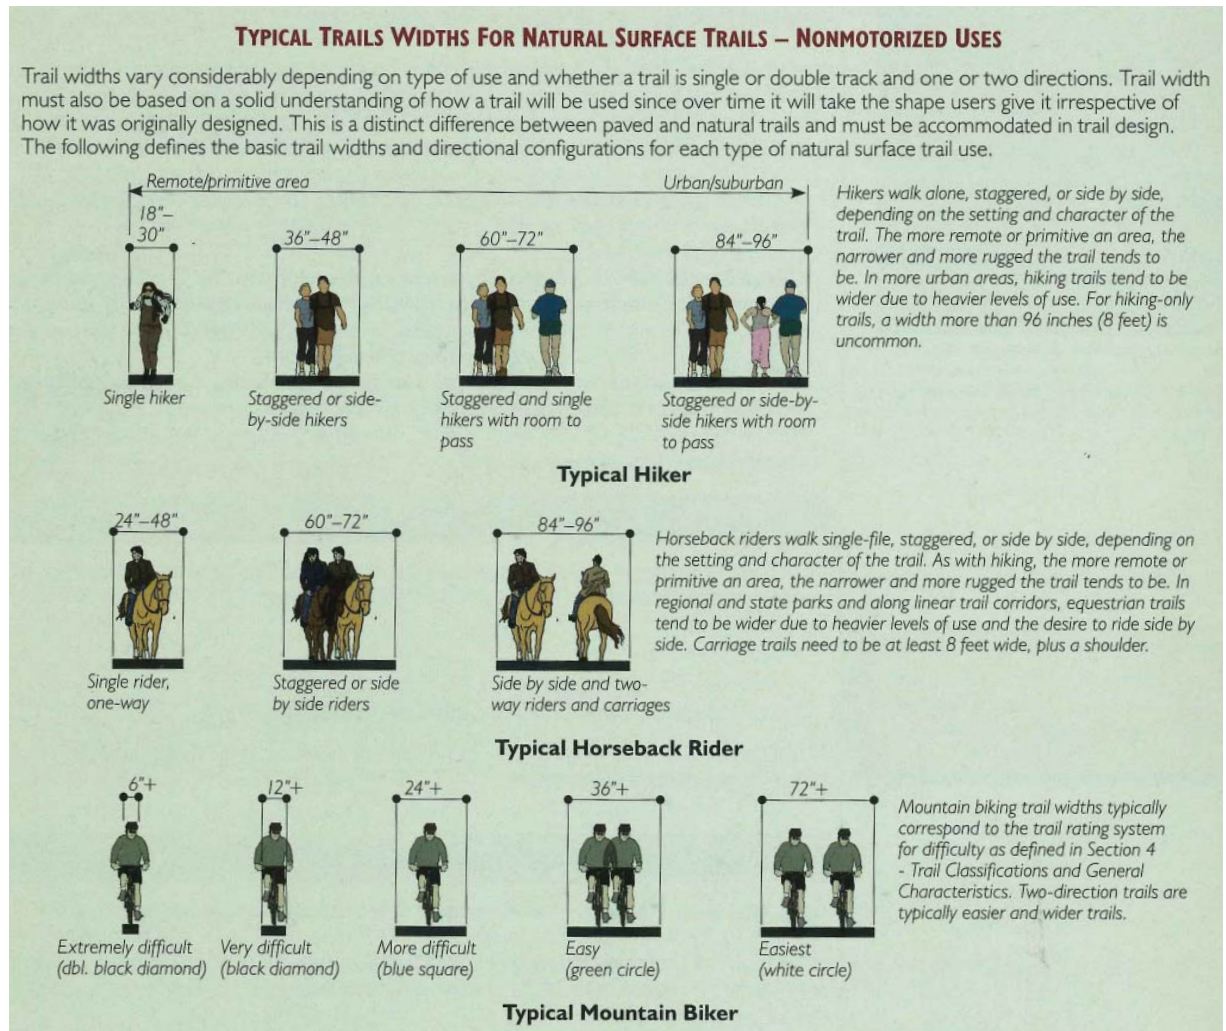 TYPICAL TRAILS WIDTHS FOR NATURAL SURFACE TRAILS – NONMOTORIZED USES
Trail widths vary considerably depending on type of use and whether a trail is single or double track and one or two directions. Trail width
must also be based on a solid understanding of how a trail will be used since over time it will take the shape users give it irrespective of
how it was originally designed. This is a distinct difference between paved and natural trails and must be accommodated in trail design.
The following defines the basic trail widths and directional configurations for each type of natural surface trail use.
Remote/primitive area
Urban/suburban
18"–
30"
36"–48"
60"–72"
84"–96"
Hikers walk alone, staggered, or side by side,
depending on the setting and character of the
trail. The more remote or primitive an area, the
narrower and more rugged the trail tends to
be. In more urban areas, hiking trails tend to be
wider due to heavier levels of use. For hiking-only
trails, a width more than 96 inches (8 feet) is
uncommon.
Single hiker
Staggered or side-
by-side hikers
Staggered and single
hikers with room to
pass
Staggered or side-by-
side hikers with room
to pass
Typical Hiker
24"–48"
60"–72"
84"–96"
Horseback riders walk single-file, staggered, or side by side, depending on
the setting and character of the trail. As with hiking, the more remote or
primitive an area, the narrower and more rugged the trail tends to be. In
regional and state parks and along linear trail corridors, equestrian trails
tend to be wider due to heavier levels of use and the desire to ride side by
side. Carriage trails need to be at least 8 feet wide, plus a shoulder.
Single rider,
one-way
Staggered or side
by side riders
Side by side and two-
way riders and carriages
Typical Horseback Rider
6"+
12"+
24"+
36"+
72"+
Mountain biking trail widths typically
correspond to the trail rating system
for difficulty as defined in Section 4
- Trail Classifications and General
Characteristics. Two-direction trails are
typically easier and wider trails.
Extremely difficult
(dbl. black diamond)
Very difficult
(black diamond)
More difficult
(blue square)
Easy
(green circle)
Easiest
(white circle)
Typical Mountain Biker